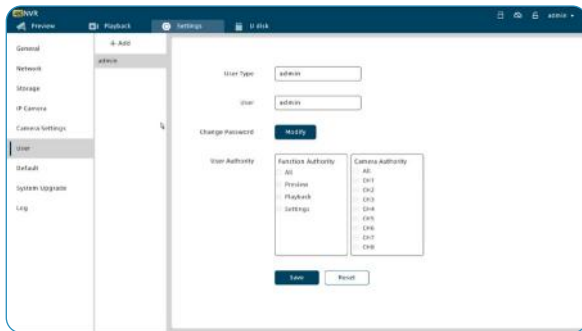 NVR
Preview
Playback
Settings
U disk
admin
General
Network
Storage
IP Camera
Camera Settings
User
Default
System Upgrade
Log
+ Add
admin
User Type
admin
User
admin
Change Password
Modify
User Authority
Function Authority
All
Preview
Playback
Settings
Camera Authority
All
CH1
CH2
CH3
CH4
CH5
CH6
CH7
CH8
Save
Reset